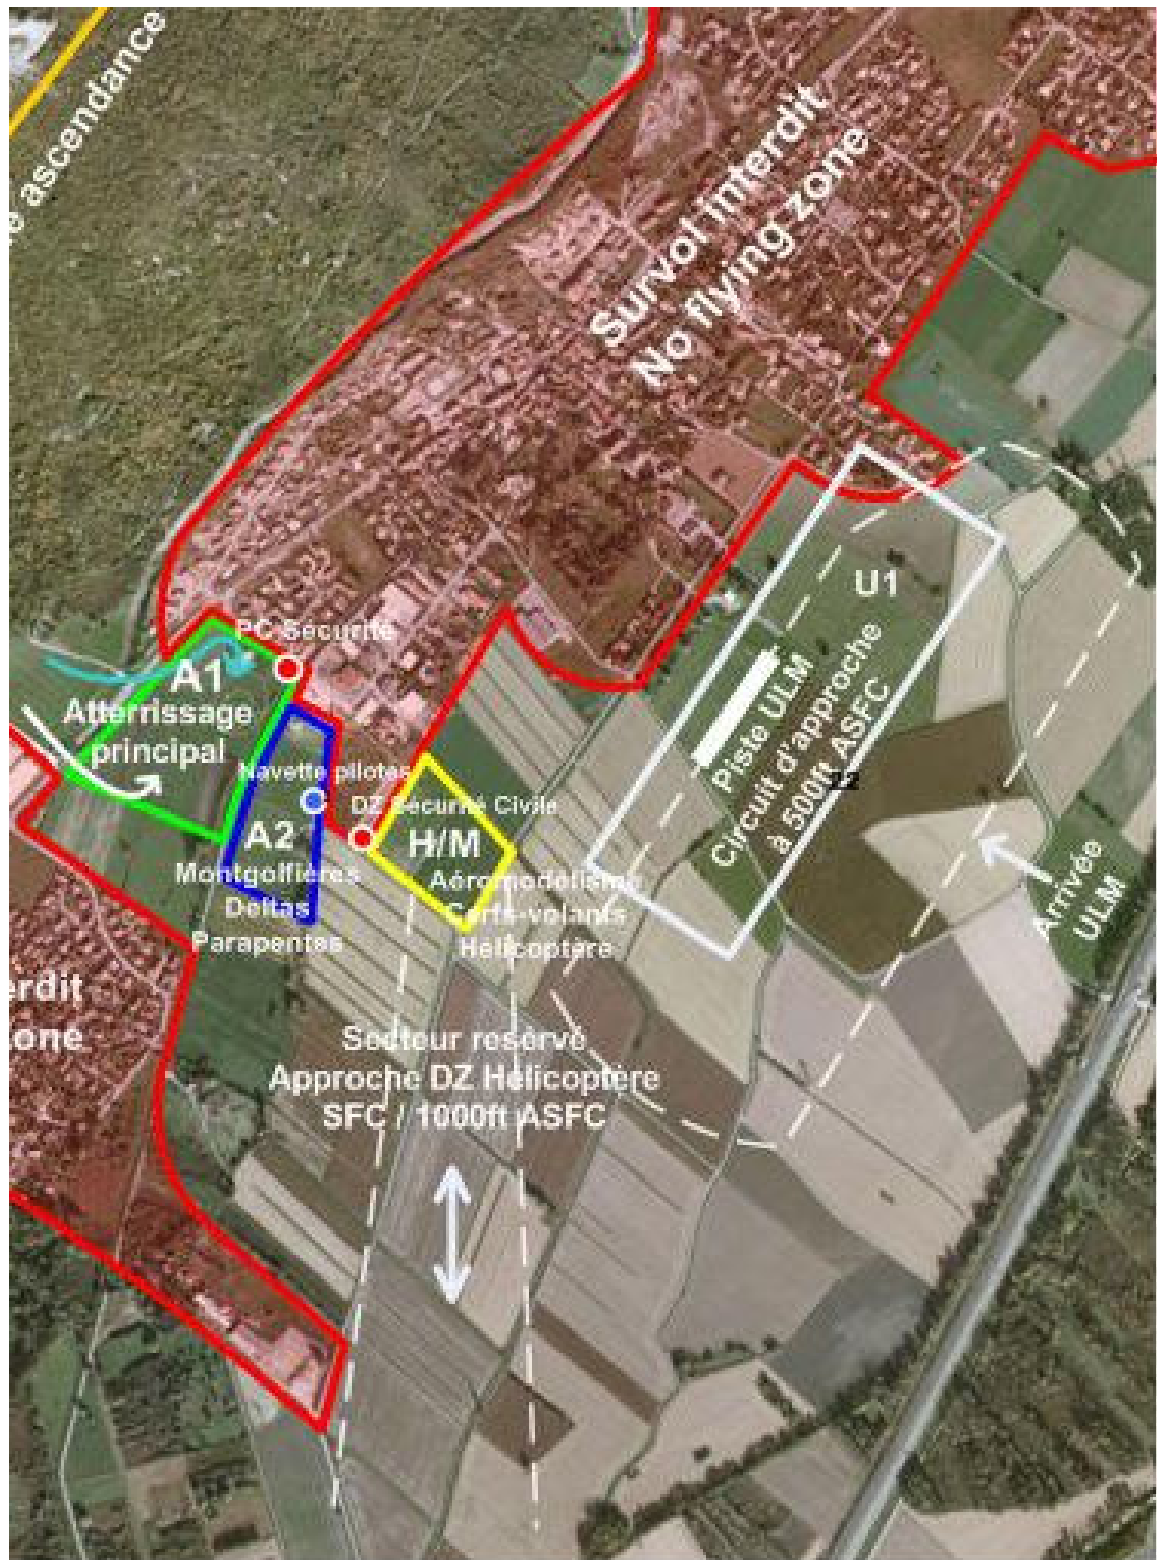 ascendance
Survol interdit
No flying zone
U1
PC Sécurité
A1
Atterrissage
principal
Piste ULM
Circuit d'approche
à 500ft ASFC
Navette pilotes
DZ Sécurité Civile
A2
H/M
Montgolfières
Deltas
Parapentes
Aéromodélisme
Cerfs-volants
Hélicoptère
Arrivée
ULM
erdit
one
Secteur réservé
Approche DZ Hélicoptère
SFC / 1000ft ASFC